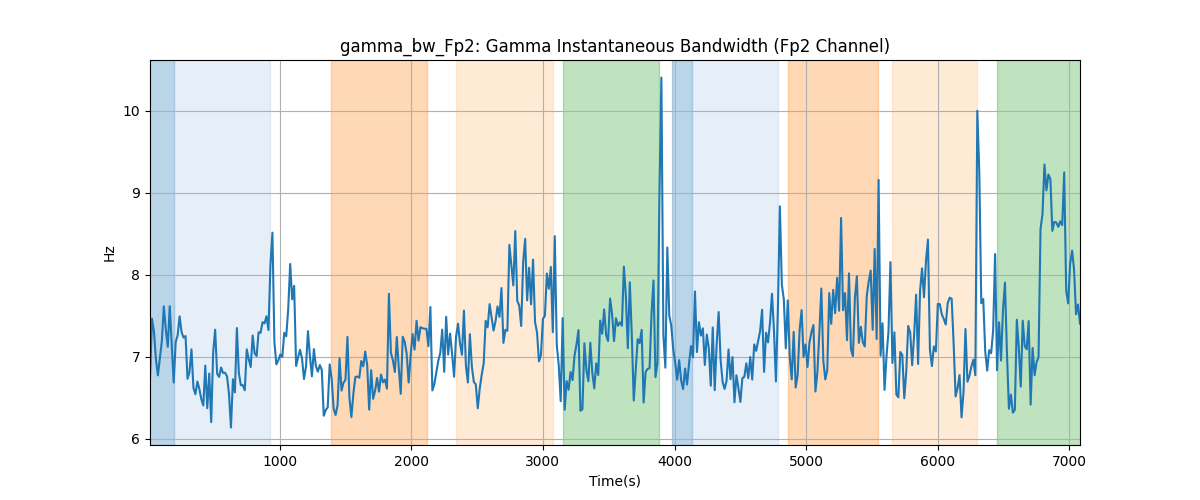 gamma_bw_Fp2: Gamma Instantaneous Bandwidth (Fp2 Channel)
10
9
8
7
6
Hz
1000 2000 3000 4000 5000 6000 7000
Time(s)